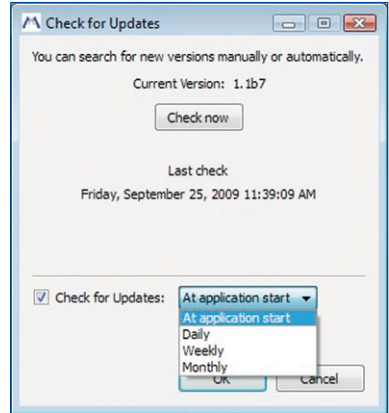 Check for Updates
You can search for new versions manually or automatically.
Current Version: 1.1b7
Check now
Last check
Friday, September 25, 2009 11:39:09 AM
Check for Updates: At application start
At application start
Daily
Weekly
Monthly
OK Cancel